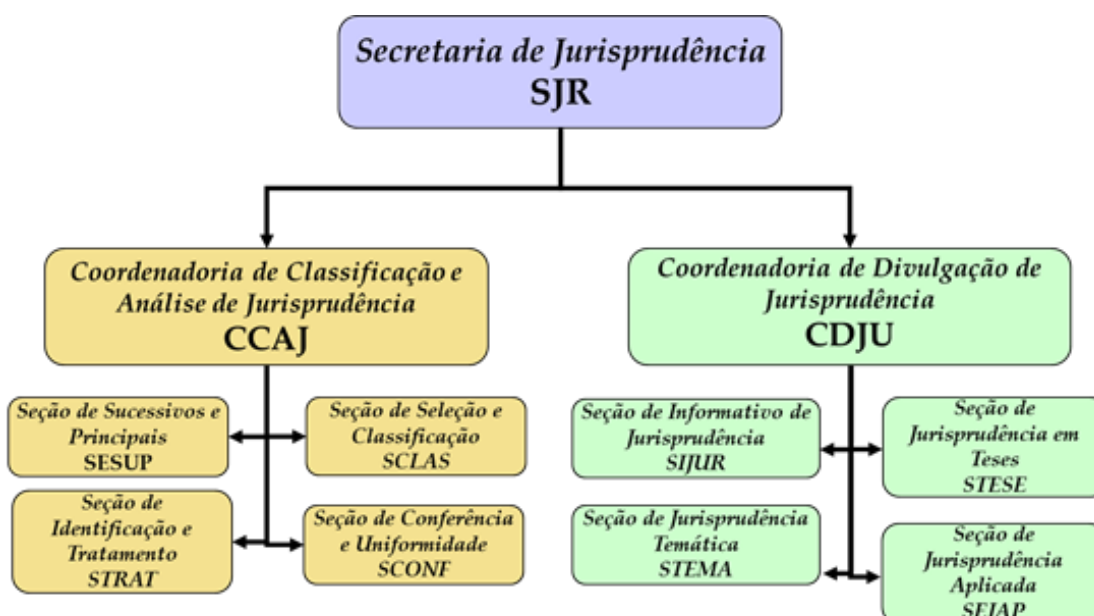 Secretaria de Jurisprudência
SJR
Coordenadoria de Classificação e
Análise de Jurisprudência
CCAJ
Coordenadoria de Divulgação de
Jurisprudência
CDJU
Seção de Sucessivos e
Principais
SESUP
Seção de Seleção e
Classificação
SCLAS
Seção de
Identificação e
Tratamento
STRAT
Seção de Conferência
e Uniformidade
SCONF
Seção de Informativo de
Jurisprudência
SIJUR
Seção de
Jurisprudência em
Teses
STESE
Seção de Jurisprudência
Temática
STEMA
Seção de
Jurisprudência
Aplicada
SEJAP